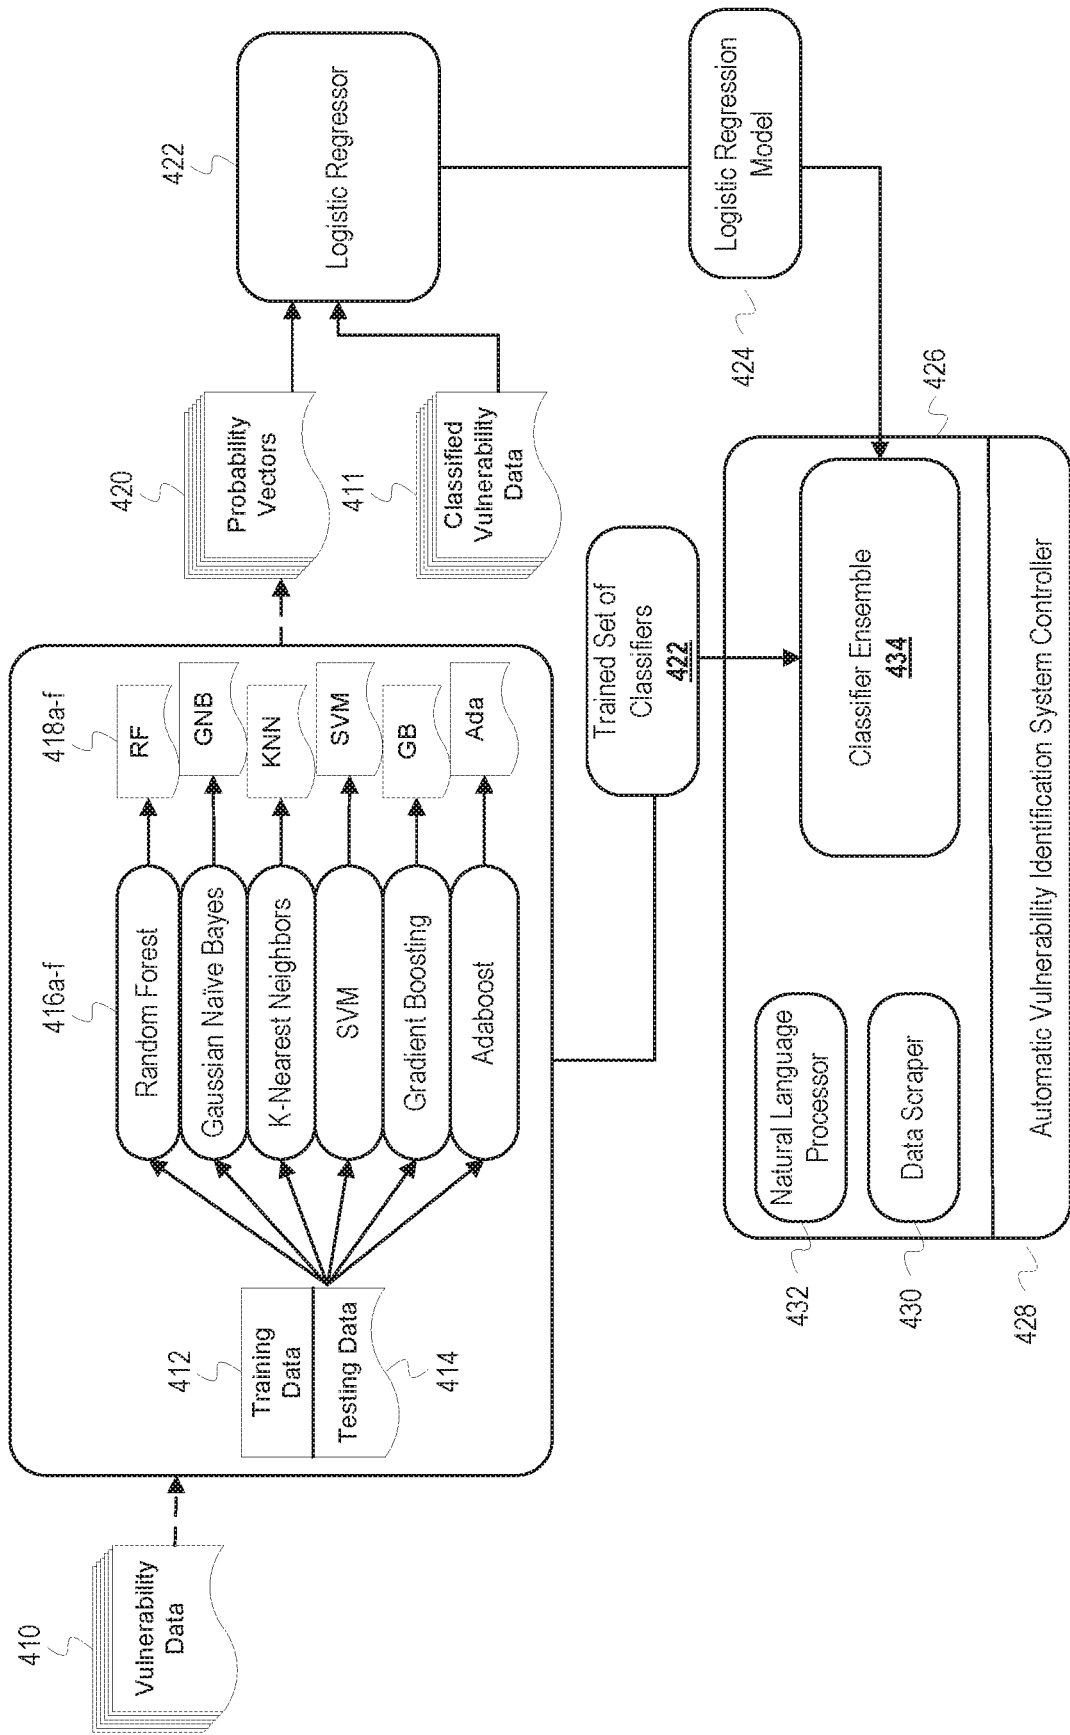 410
Vulnerability
Data
412
Training
Data
Testing Data
414
416a-f
Random Forest
Gaussian Naïve Bayes
K-Nearest Neighbors
SVM
Gradient Boosting
Adaboost
418a-f
RF
GNB
KNN
SVM
GB
Ada
420
Probability
Vectors
411
Classified
Vulnerability
Data
422
Logistic Regressor
Trained Set of
Classifiers
422
424
Logistic Regression
Model
426
432
Natural Language
Processor
430
Data Scraper
Classifier Ensemble
434
428
Automatic Vulnerability Identification System Controller